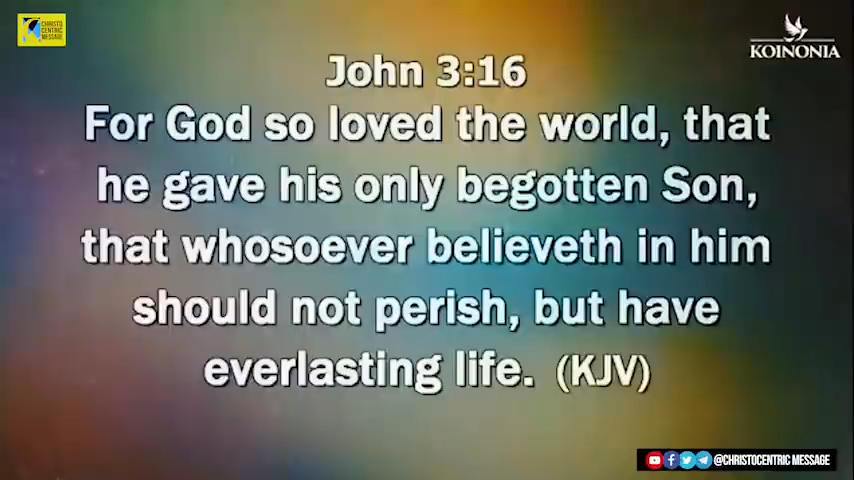 CHRISTO
CENTRIC
MESSAGE
KOINONIA
John 3:16
For God so loved the world, that
he gave his only begotten Son,
that whosoever believeth in him
should not perish, but have
everlasting life. (KJV)
@CHRISTOCENTRIC MESSAGE